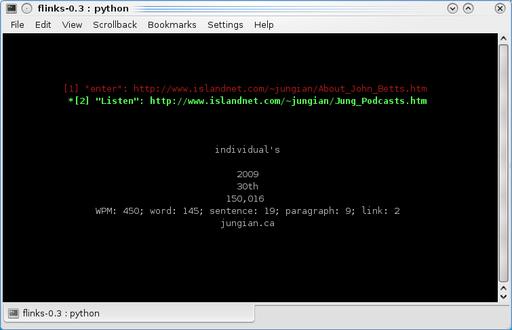 flinks-0.3 : python
File Edit View Scrollback Bookmarks Settings Help
[1] "enter": http://www.islandnet.com/~jungian/About_John_Betts.htm
*[2] "Listen": http://www.islandnet.com/~jungian/Jung_Podcasts.htm
individual's
2009
30th
150,016
WPM: 450; word: 145; sentence: 19; paragraph: 9; link: 2
jungian.ca
flinks-0.3 : python